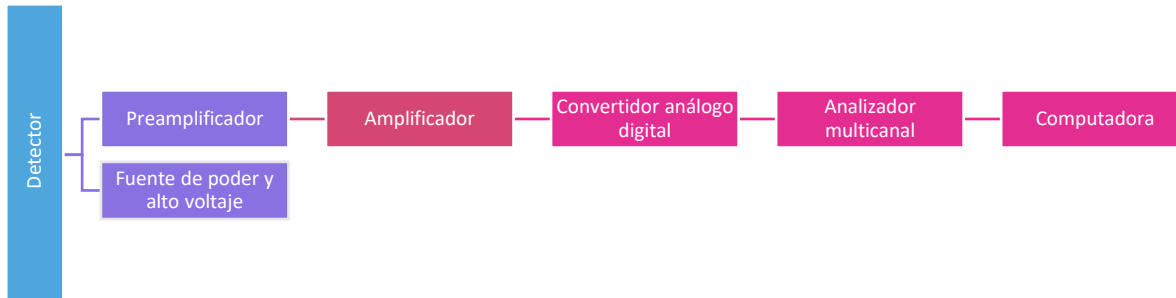 Detector
Preamplificador
Amplificador
Convertidor análogo
digital
Analizador
multicanal
Computadora
Fuente de poder y
alto voltaje